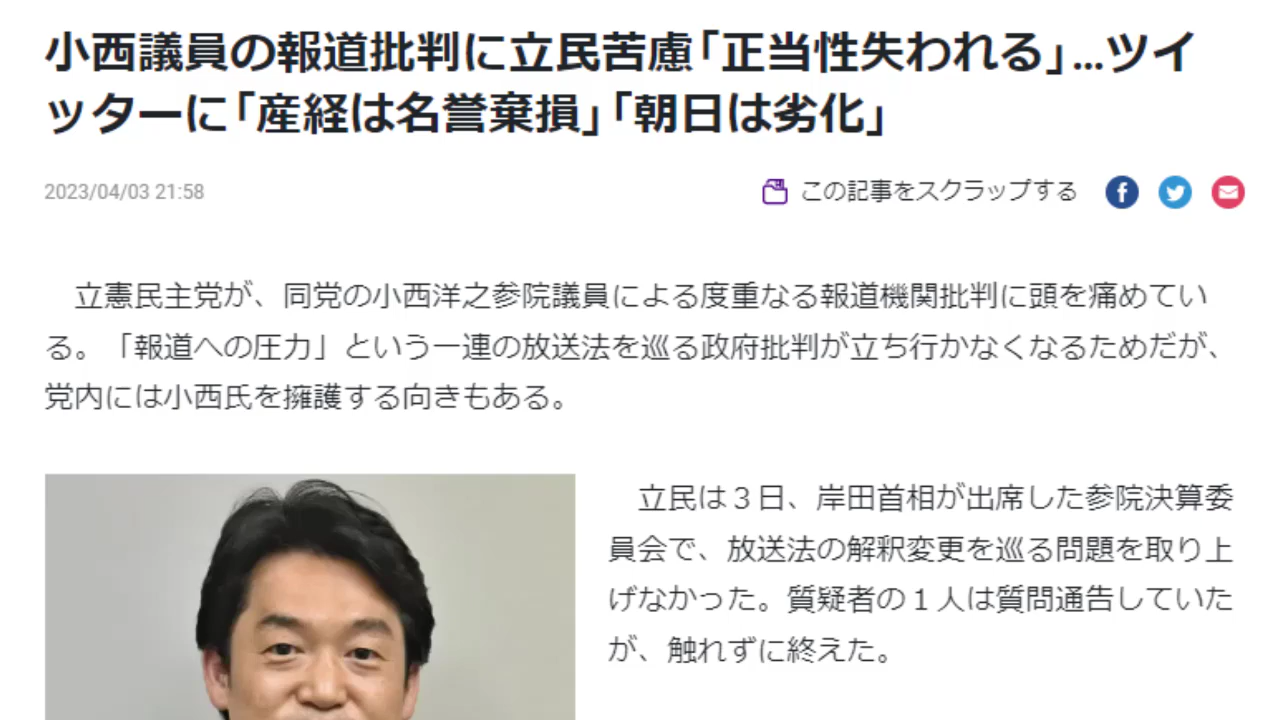 小西議員の報道批判に立民苦慮「正当性失われる」…ツイ
ッターに「産経は名誉棄損」「朝日は劣化」
2023/04/03 21:58
この記事をスクラップする
　立憲民主党が、同党の小西洋之参院議員による度重なる報道機関批判に頭を痛めてい
る。「報道への圧力」という一連の放送法を巡る政府批判が立ち行かなくなるためだが、
党内には小西氏を擁護する向きもある。
　立民は３日、岸田首相が出席した参院決算委
員会で、放送法の解釈変更を巡る問題を取り上
げなかった。質疑者の１人は質問通告していた
が、触れずに終えた。